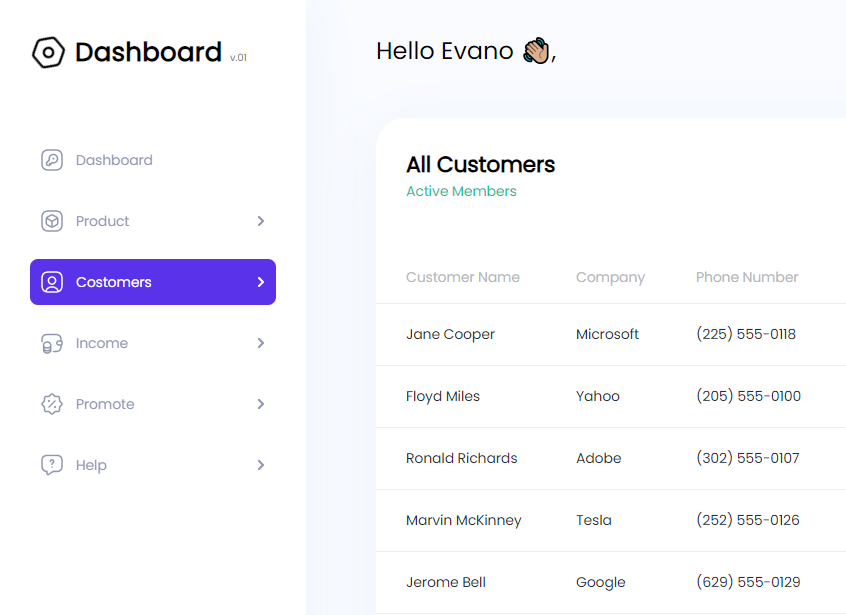 Dashboard v.01
Dashboard
Product
Costomers
Income
Promote
Help
Hello Evano 👋🏼,
All Customers
Active Members
Customer Name Company Phone Number
Jane Cooper Microsoft (225) 555-0118
Floyd Miles Yahoo (205) 555-0100
Ronald Richards Adobe (302) 555-0107
Marvin McKinney Tesla (252) 555-0126
Jerome Bell Google (629) 555-0129